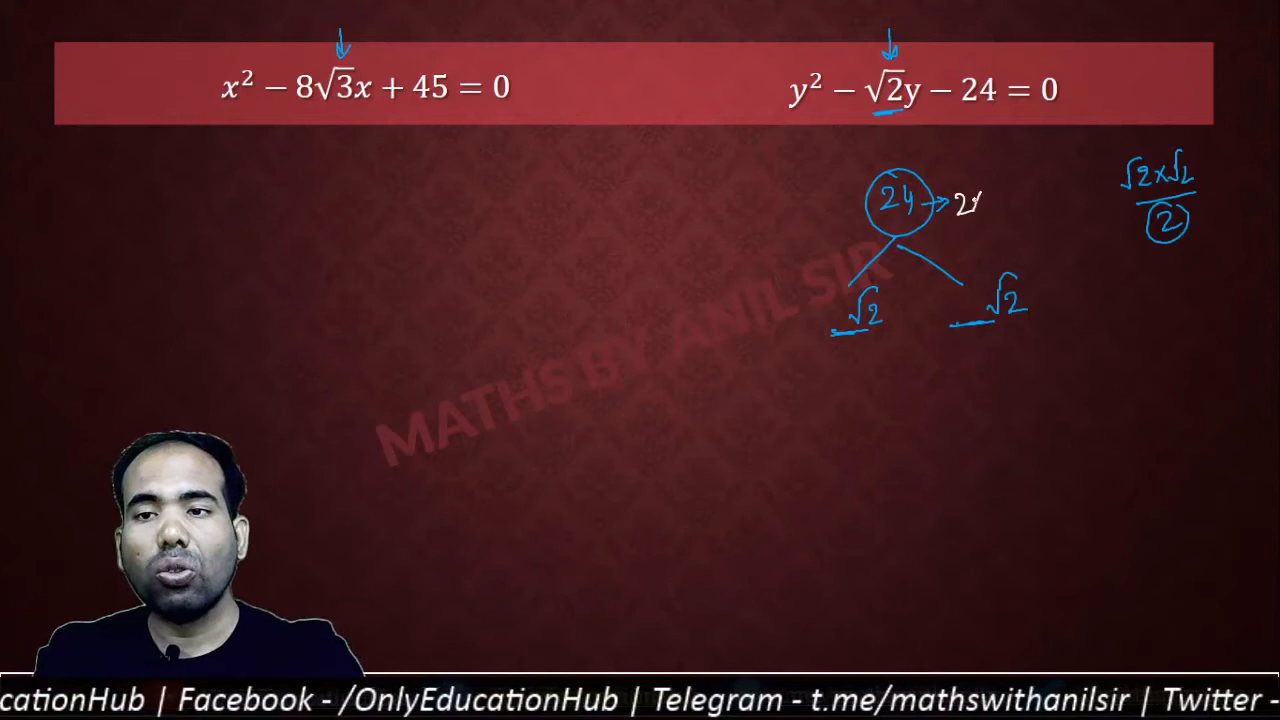 x² − 8√3x + 45 = 0
y² − √2y − 24 = 0
√2×√2
2
24 → 2×
√2 √2
MATHS BY ANIL SIR
cationHub | Facebook - /OnlyEducationHub | Telegram - t.me/mathswithanilsir | Twitter -